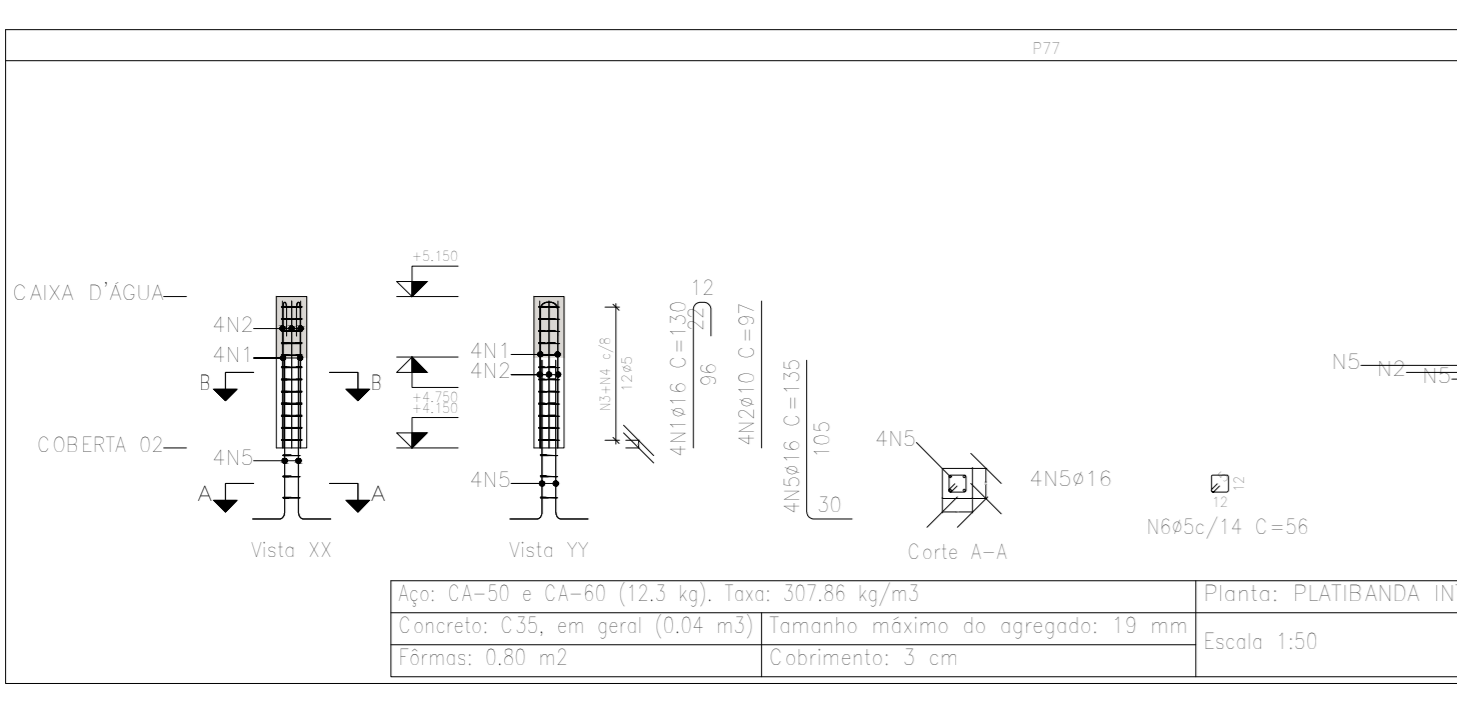 P77
+5.150
CAIXA D'ÁGUA
4N2
4N1
B
B
+4.750
+4.150
COBERTA 02
4N5
A
A
Vista XX
4N1
4N2
4N5
Vista YY
N3+N4 c/8
12ø5
12
22
4N1ø16 C=130
96
4N2ø10 C=97
4N5ø16 C=135
105
30
4N5
4N5ø16
Corte A-A
12
12
N6ø5c/14 C=56
N5
N2
N5
Aço: CA-50 e CA-60 (12.3 kg). Taxa: 307.86 kg/m3
Planta: PLATIBANDA IN
Concreto: C35, em geral (0.04 m3)
Tamanho máximo do agregado: 19 mm
Escala 1:50
Fôrmas: 0.80 m2
Cobrimento: 3 cm